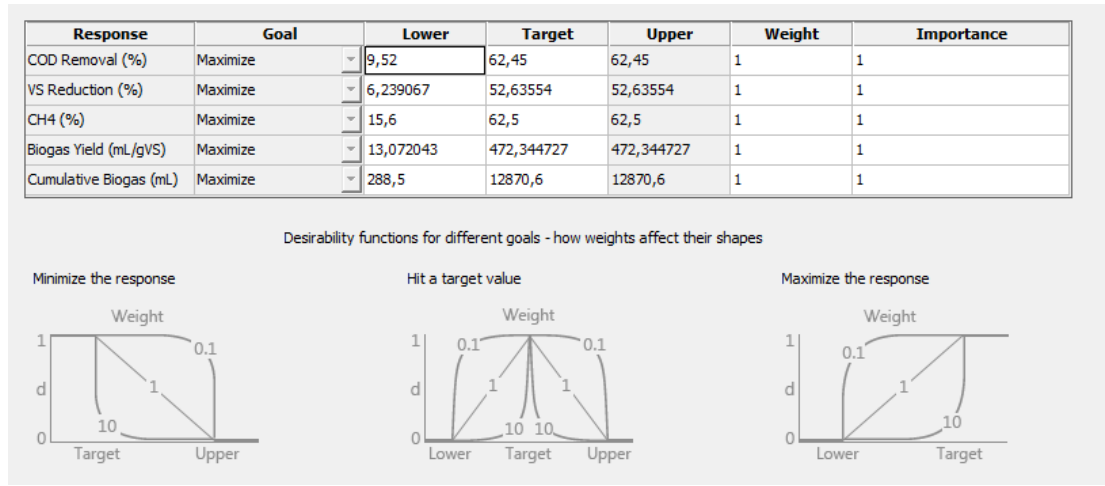 Response Goal Lower Target Upper Weight Importance
COD Removal (%) Maximize 9,52 62,45 62,45 1 1
VS Reduction (%) Maximize 6,239067 52,63554 52,63554 1 1
CH4 (%) Maximize 15,6 62,5 62,5 1 1
Biogas Yield (mL/gVS) Maximize 13,072043 472,344727 472,344727 1 1
Cumulative Biogas (mL) Maximize 288,5 12870,6 12870,6 1 1
Desirability functions for different goals - how weights affect their shapes
Minimize the response Hit a target value Maximize the response
Weight Weight Weight
1 0.1 1 0.1 0.1 1 0.1
d 1 d 1 1 d 1
10 10 10 10
0 0 0
Target Upper Lower Target Upper Lower Target